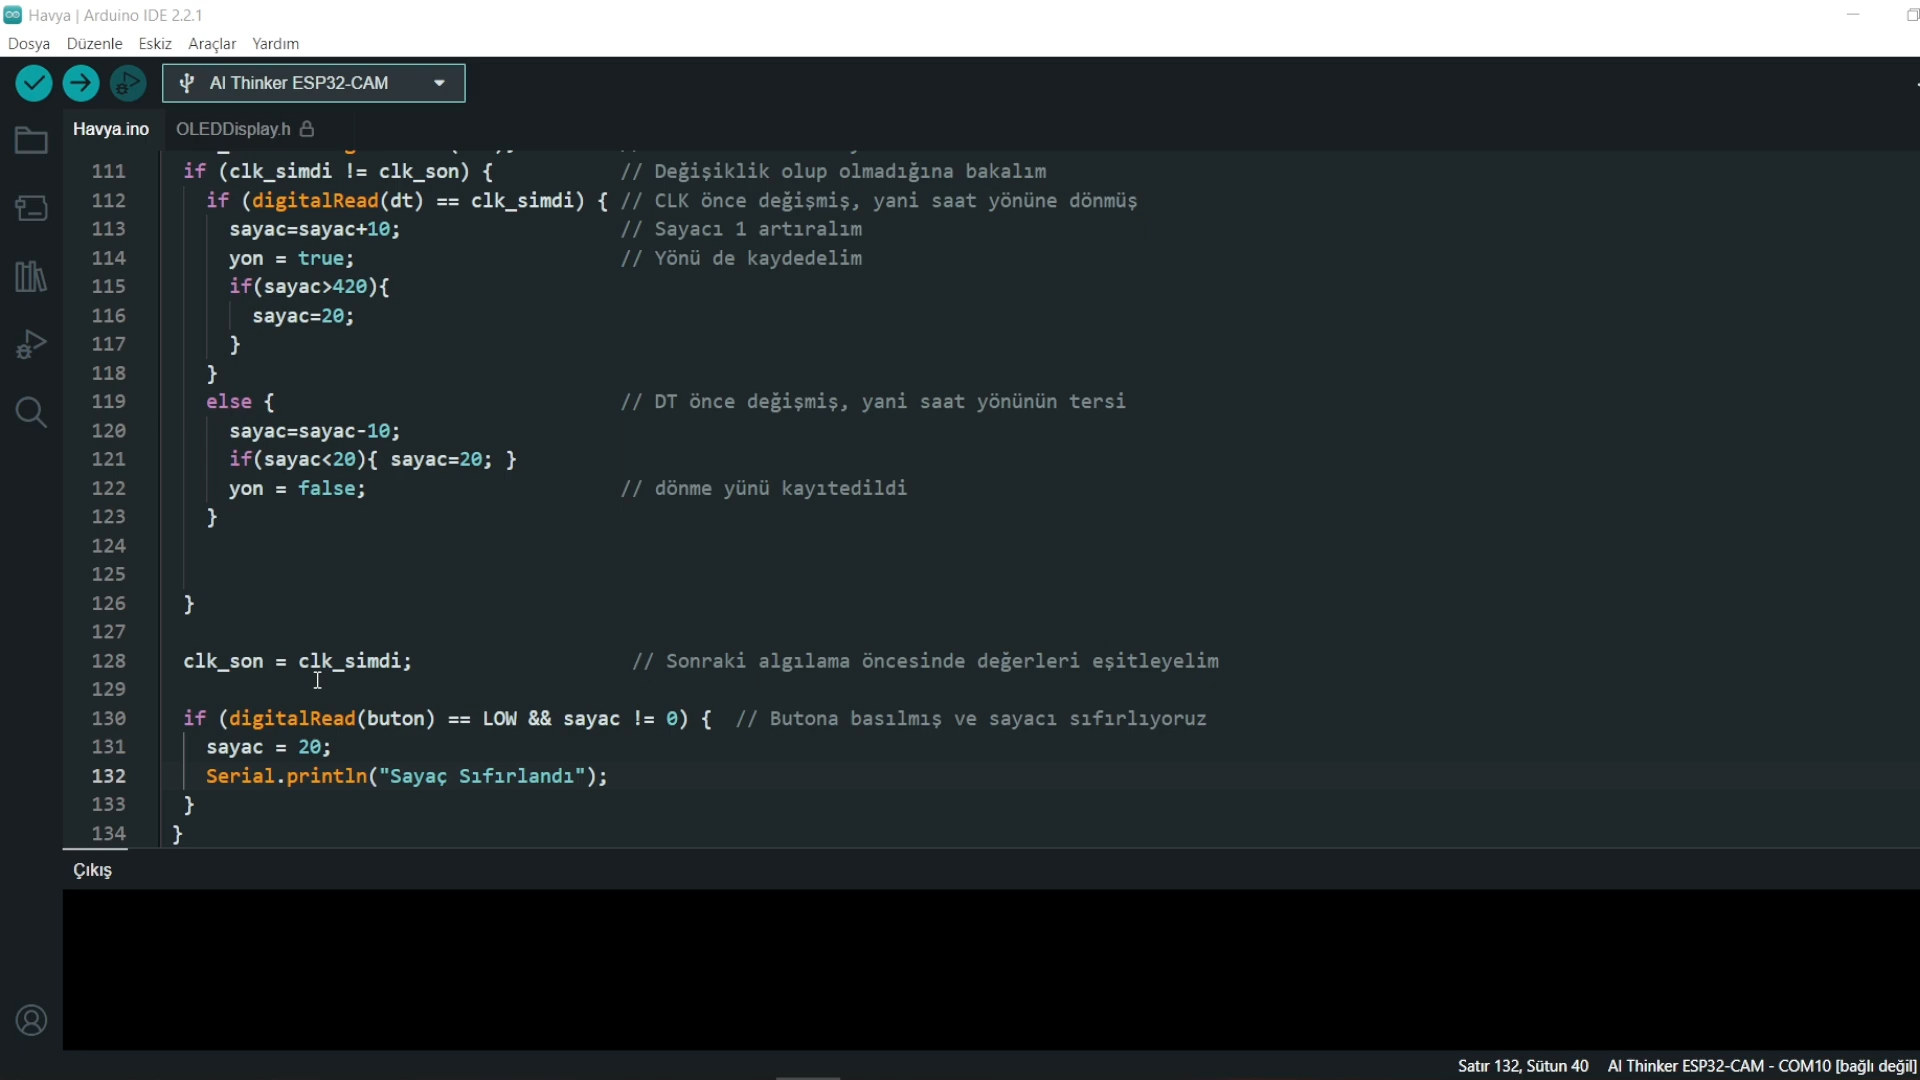 Havya | Arduino IDE 2.2.1
Dosya Düzenle Eskiz Araçlar Yardım
AI Thinker ESP32-CAM
Havya.ino OLEDDisplay.h
111 if (clk_simdi != clk_son) { // Değişiklik olup olmadığına bakalım
112 if (digitalRead(dt) == clk_simdi) { // CLK önce değişmiş, yani saat yönüne dönmüş
113 sayac=sayac+10; // Sayacı 1 artıralım
114 yon = true; // Yönü de kaydedelim
115 if(sayac>420){
116 sayac=20;
117 }
118 }
119 else { // DT önce değişmiş, yani saat yönünün tersi
120 sayac=sayac-10;
121 if(sayac<20){ sayac=20; }
122 yon = false; // dönme yünü kayıtedildi
123 }
124
125
126 }
127
128 clk_son = clk_simdi; // Sonraki algılama öncesinde değerleri eşitleyelim
129
130 if (digitalRead(buton) == LOW && sayac != 0) { // Butona basılmış ve sayacı sıfırlıyoruz
131 sayac = 20;
132 Serial.println("Sayaç Sıfırlandı");
133 }
134 }
Çıkış
Satır 132, Sütun 40 AI Thinker ESP32-CAM - COM10 [bağlı değil]